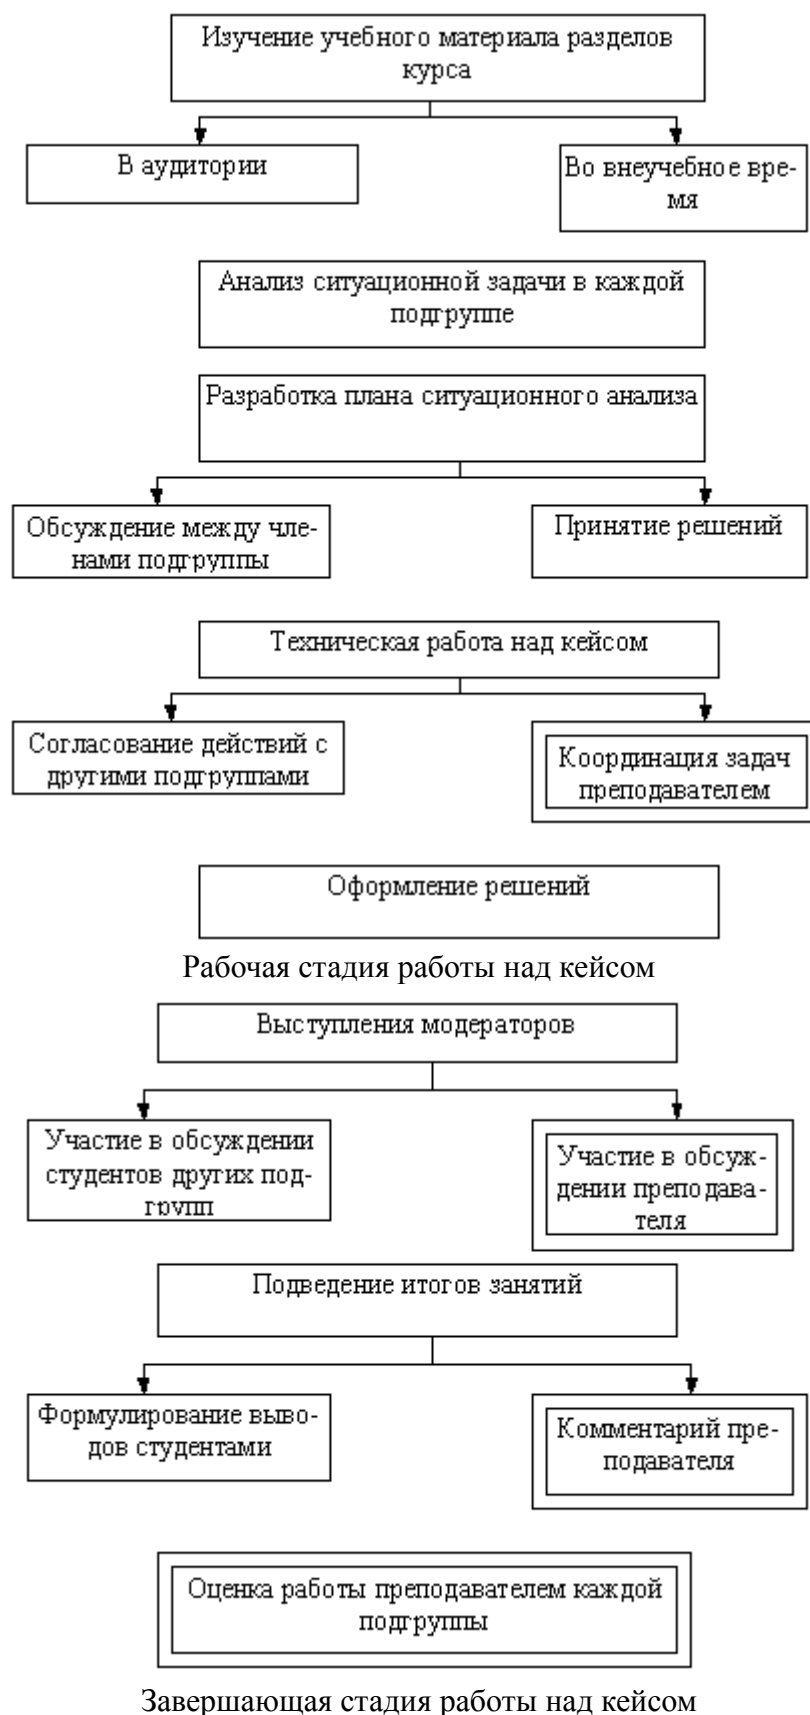 Изучение учебного материала разделов
курса
В аудитории
Во внеучебное вре-
мя
Анализ ситуационной задачи в каждой
подгруппе
Разработка плана ситуационного анализа
Обсуждение между чле-
нами подгруппы
Принятие решений
Техническая работа над кейсом
Согласование действий с
другими подгруппами
Координация задач
преподавателем
Оформление решений
Рабочая стадия работы над кейсом
Выступления модераторов
Участие в обсуждении
студентов других под-
групп
Участие в обсуж-
дении преподава-
теля
Подведение итогов занятий
Формулирование выво-
дов студентами
Комментарий пре-
подавателя
Оценка работы преподавателем каждой
подгруппы
Завершающая стадия работы над кейсом